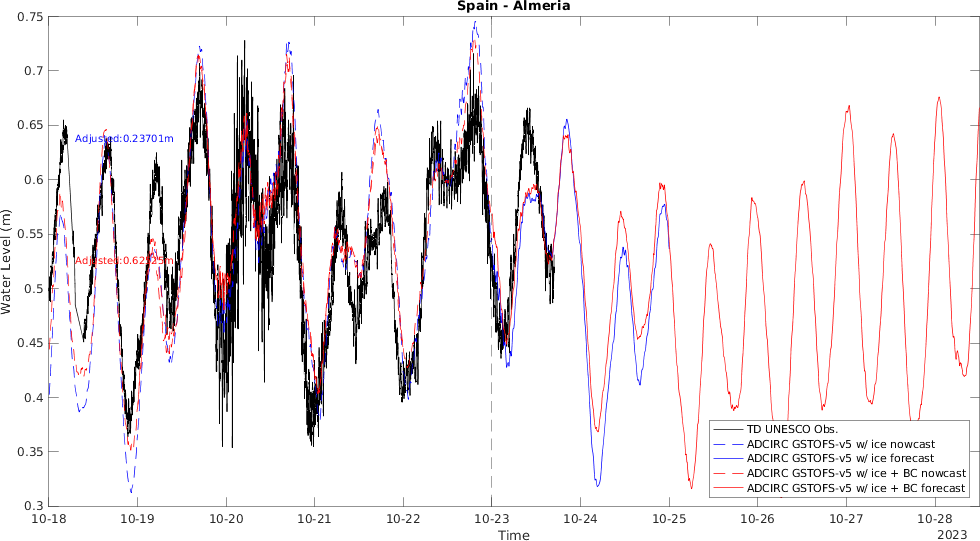 Spain - Almeria
0.75
0.7
0.65
0.6
0.55
0.5
0.45
0.4
0.35
0.3
Water Level (m)
Adjusted:0.23701m
Adjusted:0.62925m
TD UNESCO Obs.
ADCIRC GSTOFS-v5 w/ ice nowcast
ADCIRC GSTOFS-v5 w/ ice forecast
ADCIRC GSTOFS-v5 w/ ice + BC nowcast
ADCIRC GSTOFS-v5 w/ ice + BC forecast
10-18 10-19 10-20 10-21 10-22 10-23 10-24 10-25 10-26 10-27 10-28
Time
2023